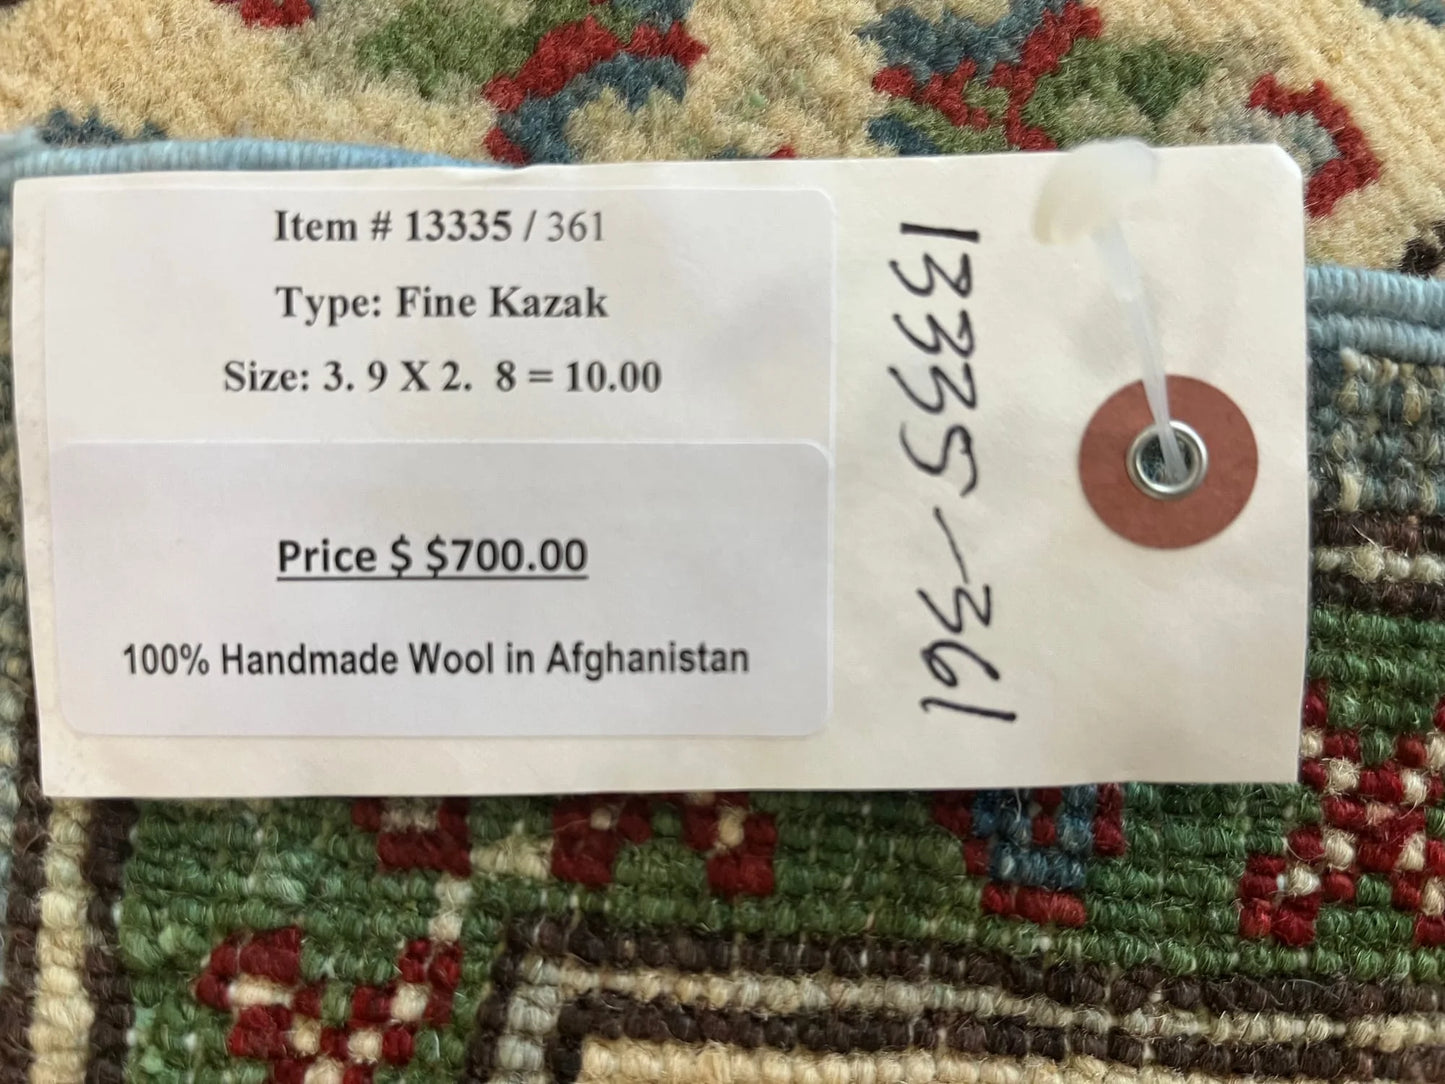 Item # 13335 / 361
Type: Fine Kazak
Size: 3. 9 X 2.  8 = 10.00
Price $ $700.00
100% Handmade Wool in Afghanistan
13335-361